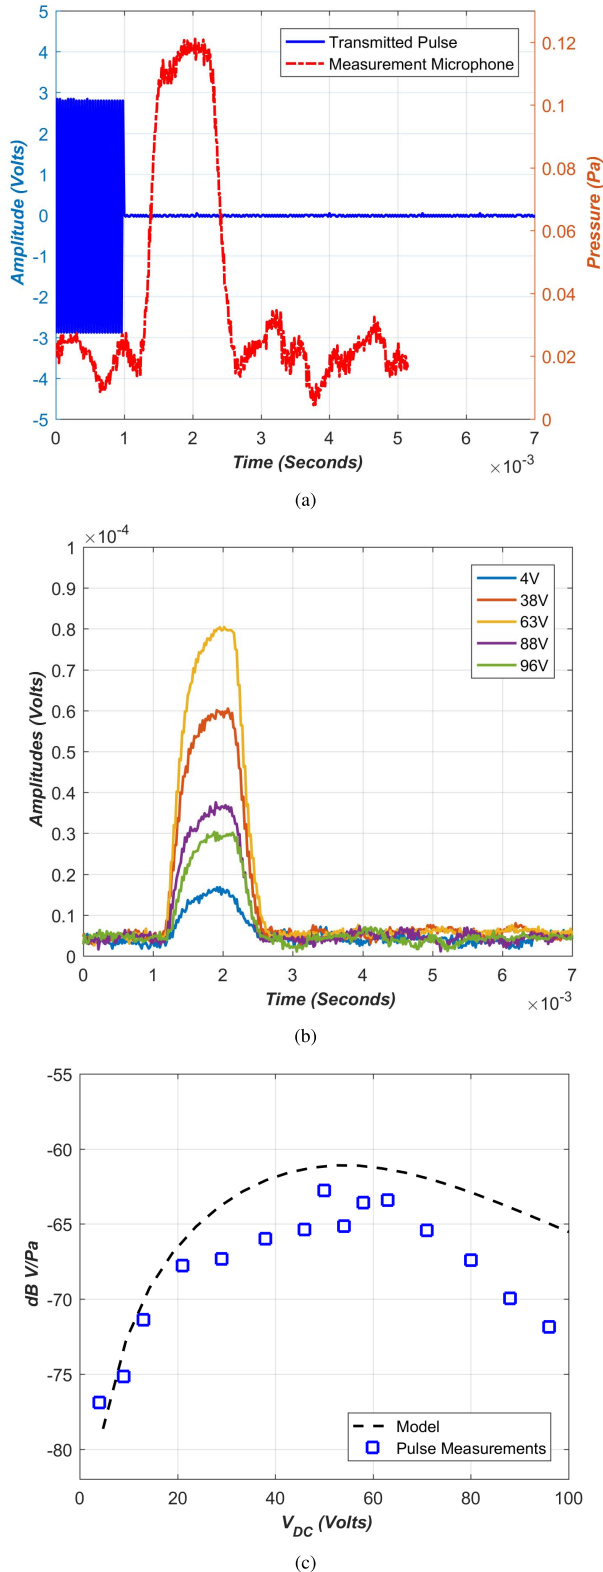 5
4
3
2
1
0
-1
-2
-3
-4
-5
Amplitude (Volts)
Transmitted Pulse
Measurement Microphone
0.12
0.1
0.08
0.06
0.04
0.02
0
Pressure (Pa)
0 1 2 3 4 5 6 7
Time (Seconds)
×10-3
(a)
×10-4
1
0.9
0.8
0.7
0.6
0.5
0.4
0.3
0.2
0.1
0
Amplitudes (Volts)
4V
38V
63V
88V
96V
0 1 2 3 4 5 6 7
Time (Seconds)
×10-3
(b)
-55
-60
-65
-70
-75
-80
dB V/Pa
Model
Pulse Measurements
0 20 40 60 80 100
VDC (Volts)
(c)